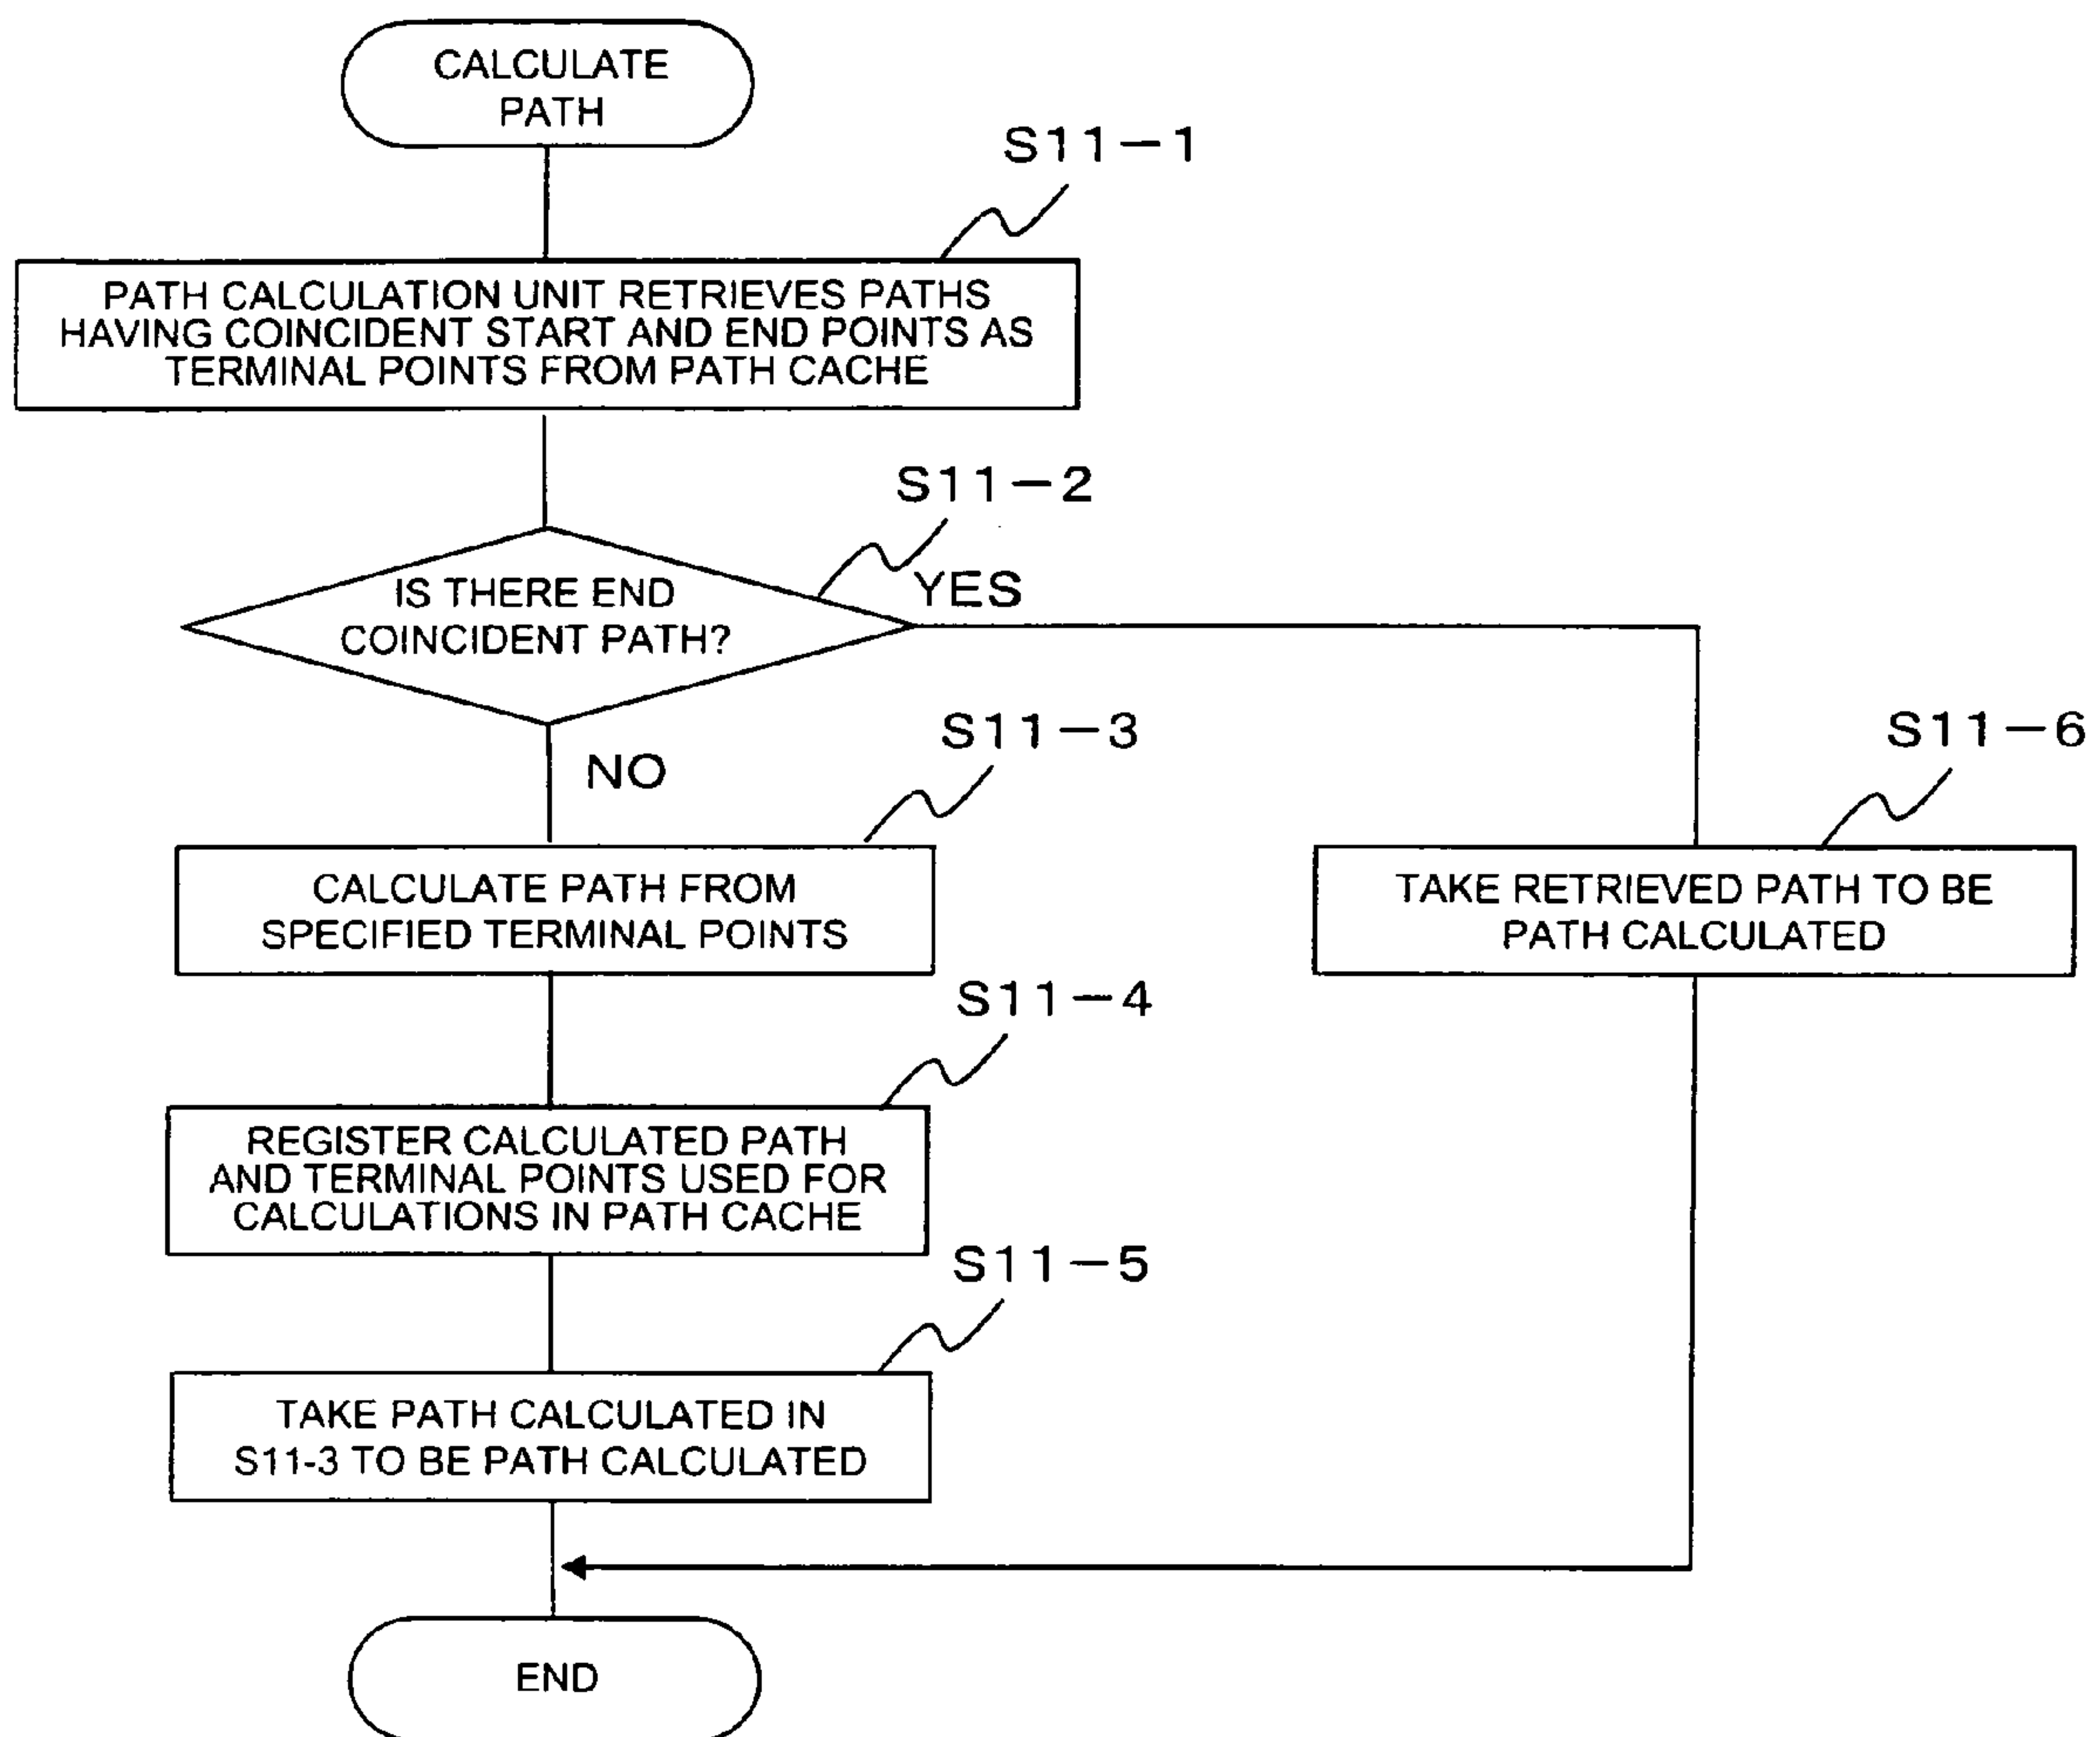 CALCULATE
PATH
S11-1
PATH CALCULATION UNIT RETRIEVES PATHS
HAVING COINCIDENT START AND END POINTS AS
TERMINAL POINTS FROM PATH CACHE
S11-2
IS THERE END
COINCIDENT PATH?
YES
NO
S11-3
CALCULATE PATH FROM
SPECIFIED TERMINAL POINTS
S11-6
TAKE RETRIEVED PATH TO BE
PATH CALCULATED
S11-4
REGISTER CALCULATED PATH
AND TERMINAL POINTS USED FOR
CALCULATIONS IN PATH CACHE
S11-5
TAKE PATH CALCULATED IN
S11-3 TO BE PATH CALCULATED
END